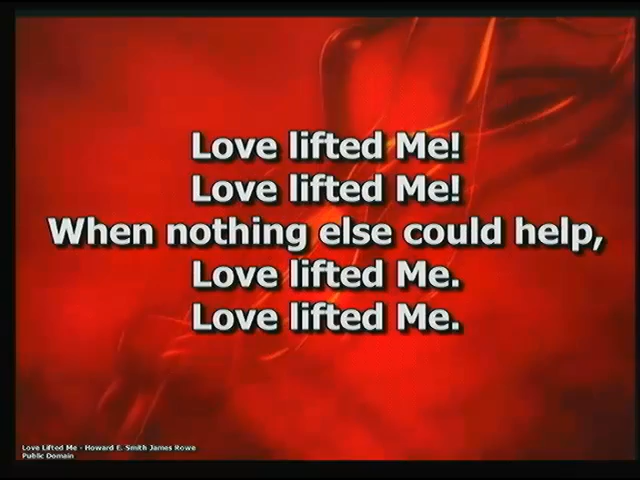 Love lifted Me!
Love lifted Me!
When nothing else could help,
Love lifted Me.
Love lifted Me.
Love Lifted Me - Howard E. Smith James Rowe
Public Domain